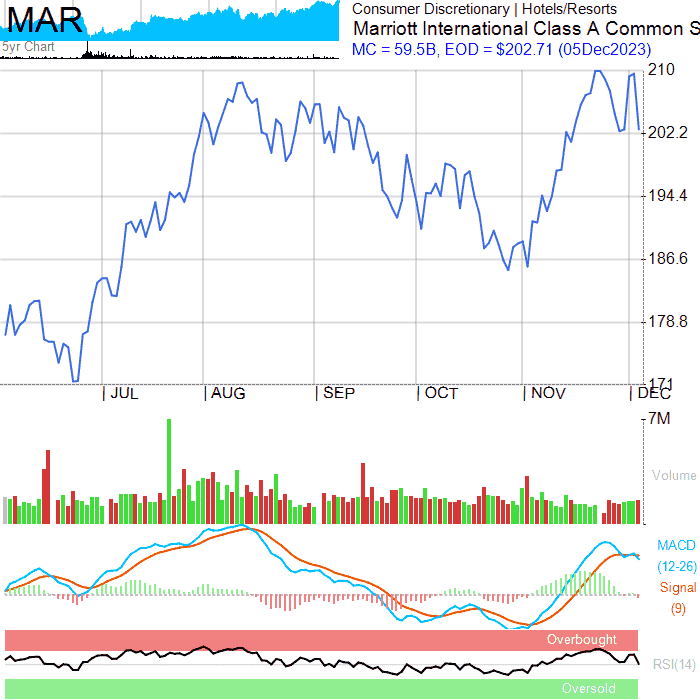 MAR
5yr Chart
Consumer Discretionary | Hotels/Resorts
Marriott International Class A Common S
MC = 59.5B, EOD = $202.71 (05Dec2023)
210
202.2
194.4
186.6
178.8
171
JUL AUG SEP OCT NOV DEC
7M
Volume
MACD
(12-26)
Signal
(9)
Overbought
RSI(14)
Oversold